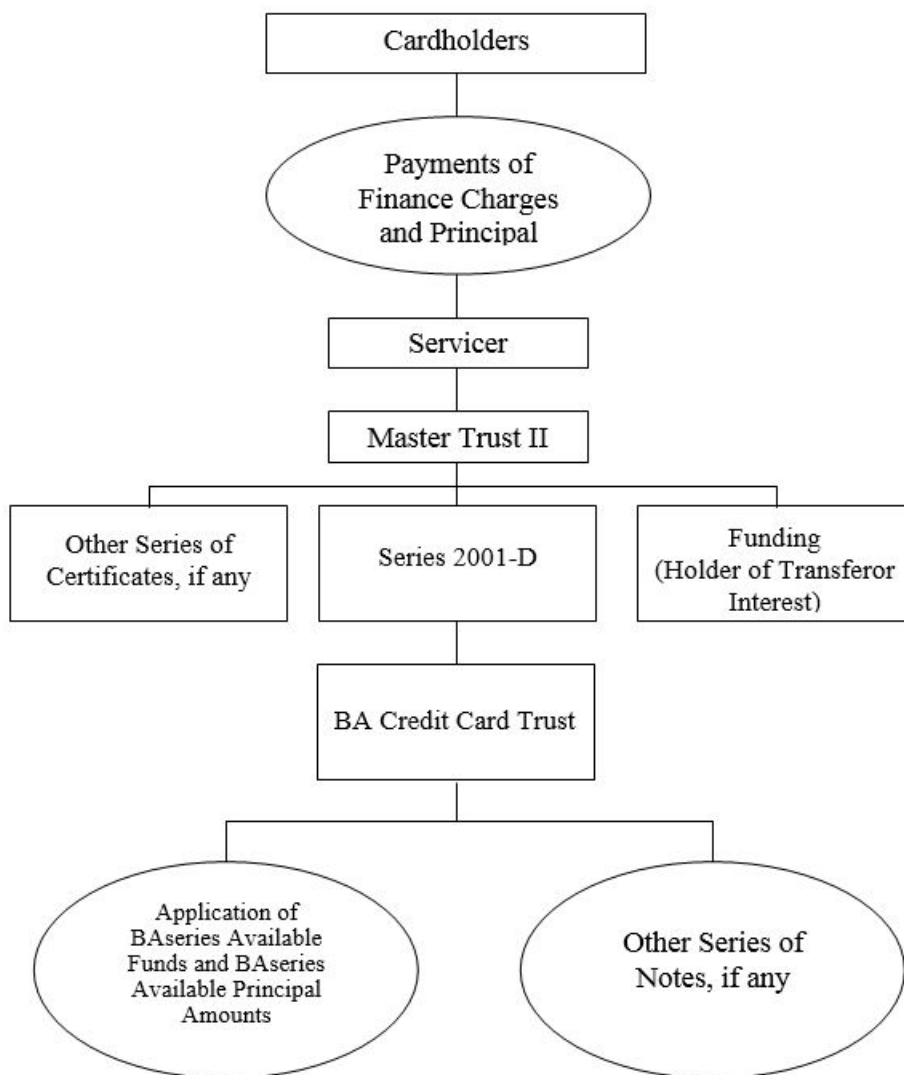 Cardholders
Payments of
Finance Charges
and Principal
Servicer
Master Trust II
Other Series of
Certificates, if any
Series 2001-D
Funding
(Holder of Transferor
Interest)
BA Credit Card Trust
Application of
BAseries Available
Funds and BAseries
Available Principal
Amounts
Other Series of
Notes, if any